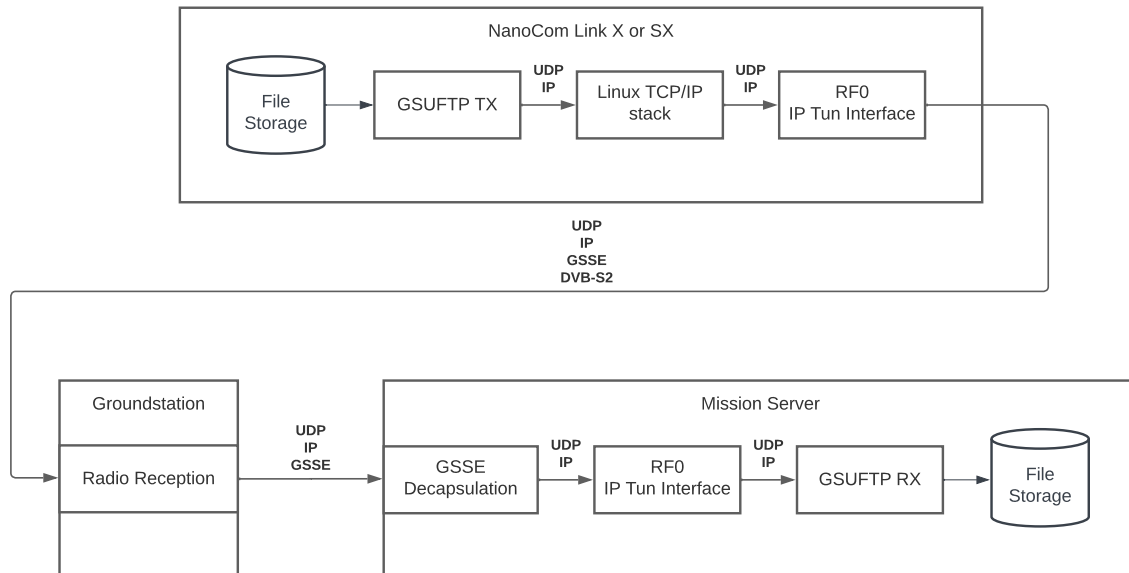 NanoCom Link X or SX
File
Storage
GSUFTP TX
UDP
IP
Linux TCP/IP
stack
UDP
IP
RF0
IP Tun Interface
UDP
IP
GSSE
DVB-S2
Groundstation
Radio Reception
UDP
IP
GSSE
Mission Server
GSSE
Decapsulation
UDP
IP
RF0
IP Tun Interface
UDP
IP
GSUFTP RX
File
Storage